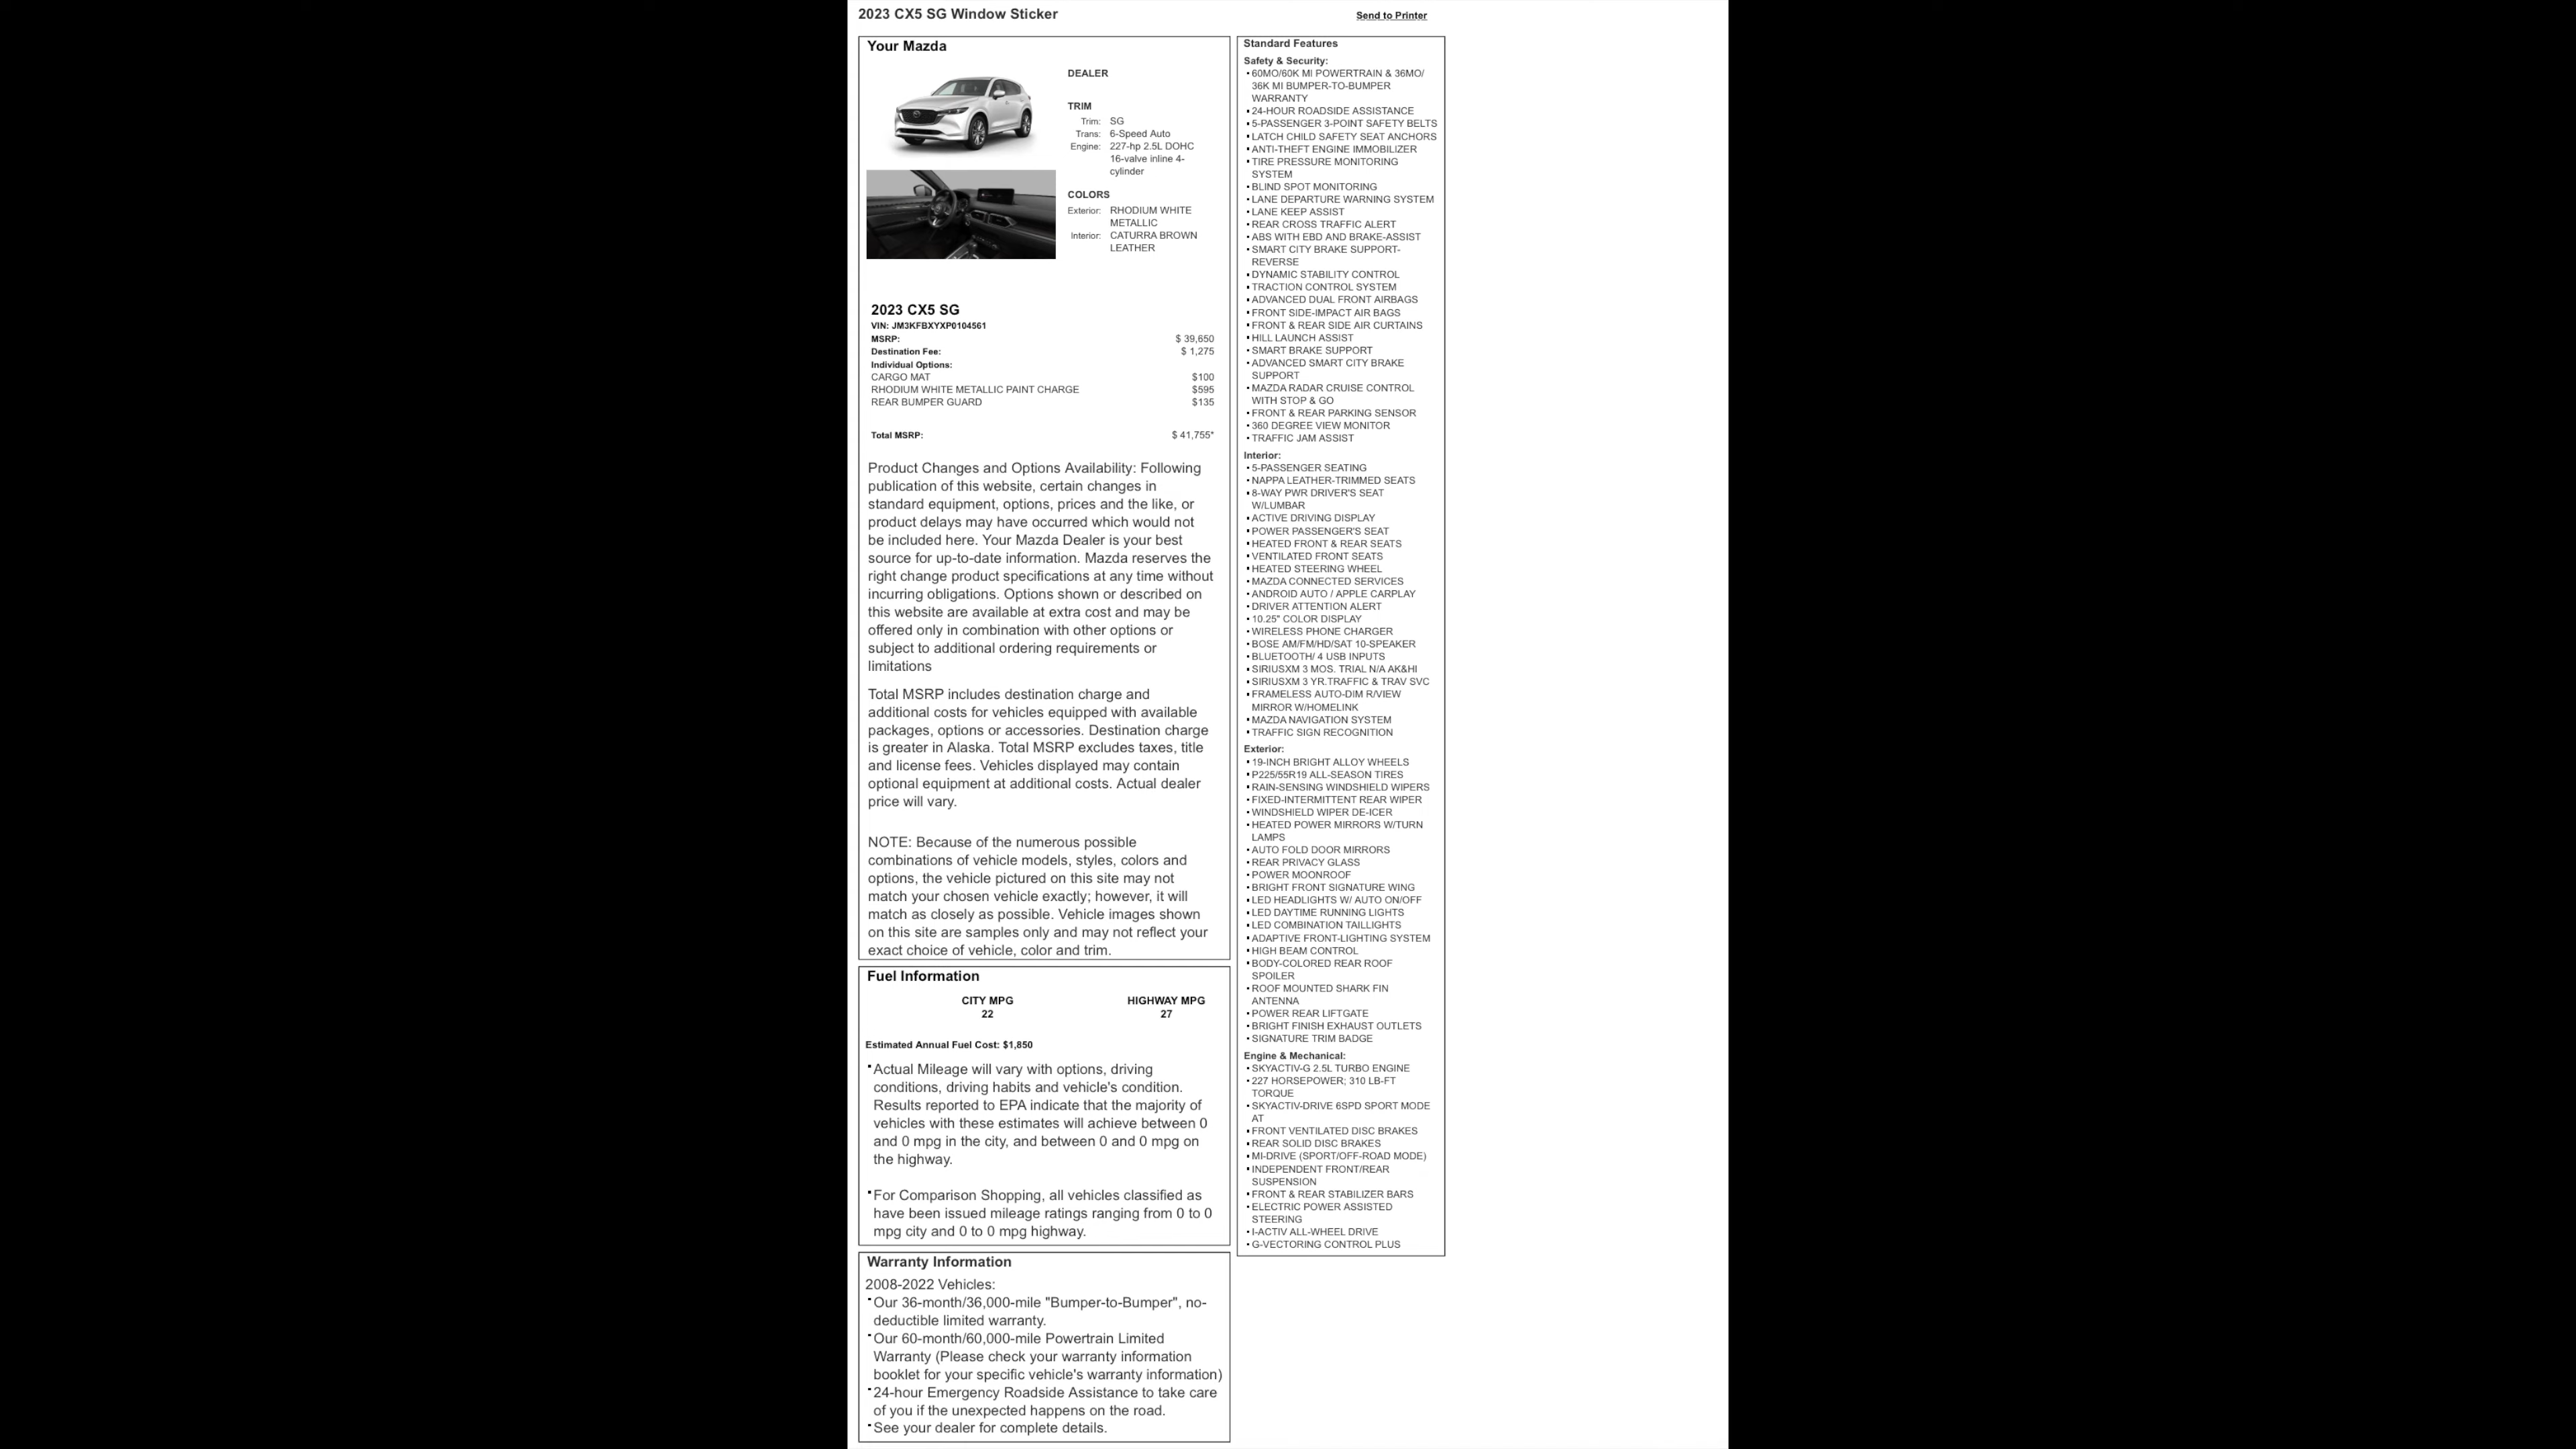 2023 CX5 SG Window Sticker
Send to Printer
Your Mazda
DEALER
TRIM
Trim: SG
Trans: 6-Speed Auto
Engine: 227-hp 2.5L DOHC
16-valve inline 4-
cylinder
COLORS
Exterior: RHODIUM WHITE
METALLIC
Interior: CATURRA BROWN
LEATHER
2023 CX5 SG
VIN: JM3KFBXYXP0104561
MSRP: $ 39,650
Destination Fee: $ 1,275
Individual Options:
CARGO MAT $100
RHODIUM WHITE METALLIC PAINT CHARGE $595
REAR BUMPER GUARD $135
Total MSRP: $ 41,755*
Product Changes and Options Availability: Following
publication of this website, certain changes in
standard equipment, options, prices and the like, or
product delays may have occurred which would not
be included here. Your Mazda Dealer is your best
source for up-to-date information. Mazda reserves the
right change product specifications at any time without
incurring obligations. Options shown or described on
this website are available at extra cost and may be
offered only in combination with other options or
subject to additional ordering requirements or
limitations
Total MSRP includes destination charge and
additional costs for vehicles equipped with available
packages, options or accessories. Destination charge
is greater in Alaska. Total MSRP excludes taxes, title
and license fees. Vehicles displayed may contain
optional equipment at additional costs. Actual dealer
price will vary.
NOTE: Because of the numerous possible
combinations of vehicle models, styles, colors and
options, the vehicle pictured on this site may not
match your chosen vehicle exactly; however, it will
match as closely as possible. Vehicle images shown
on this site are samples only and may not reflect your
exact choice of vehicle, color and trim.
Fuel Information
CITY MPG HIGHWAY MPG
22 27
Estimated Annual Fuel Cost: $1,850
▪ Actual Mileage will vary with options, driving
conditions, driving habits and vehicle's condition.
Results reported to EPA indicate that the majority of
vehicles with these estimates will achieve between 0
and 0 mpg in the city, and between 0 and 0 mpg on
the highway.
▪ For Comparison Shopping, all vehicles classified as
have been issued mileage ratings ranging from 0 to 0
mpg city and 0 to 0 mpg highway.
Warranty Information
2008-2022 Vehicles:
▪ Our 36-month/36,000-mile "Bumper-to-Bumper", no-
deductible limited warranty.
▪ Our 60-month/60,000-mile Powertrain Limited
Warranty (Please check your warranty information
booklet for your specific vehicle's warranty information)
▪ 24-hour Emergency Roadside Assistance to take care
of you if the unexpected happens on the road.
▪ See your dealer for complete details.
Standard Features
Safety & Security:
▪ 60MO/60K MI POWERTRAIN & 36MO/
36K MI BUMPER-TO-BUMPER
WARRANTY
▪ 24-HOUR ROADSIDE ASSISTANCE
▪ 5-PASSENGER 3-POINT SAFETY BELTS
▪ LATCH CHILD SAFETY SEAT ANCHORS
▪ ANTI-THEFT ENGINE IMMOBILIZER
▪ TIRE PRESSURE MONITORING
SYSTEM
▪ BLIND SPOT MONITORING
▪ LANE DEPARTURE WARNING SYSTEM
▪ LANE KEEP ASSIST
▪ REAR CROSS TRAFFIC ALERT
▪ ABS WITH EBD AND BRAKE-ASSIST
▪ SMART CITY BRAKE SUPPORT-
REVERSE
▪ DYNAMIC STABILITY CONTROL
▪ TRACTION CONTROL SYSTEM
▪ ADVANCED DUAL FRONT AIRBAGS
▪ FRONT SIDE-IMPACT AIR BAGS
▪ FRONT & REAR SIDE AIR CURTAINS
▪ HILL LAUNCH ASSIST
▪ SMART BRAKE SUPPORT
▪ ADVANCED SMART CITY BRAKE
SUPPORT
▪ MAZDA RADAR CRUISE CONTROL
WITH STOP & GO
▪ FRONT & REAR PARKING SENSOR
▪ 360 DEGREE VIEW MONITOR
▪ TRAFFIC JAM ASSIST
Interior:
▪ 5-PASSENGER SEATING
▪ NAPPA LEATHER-TRIMMED SEATS
▪ 8-WAY PWR DRIVER'S SEAT
W/LUMBAR
▪ ACTIVE DRIVING DISPLAY
▪ POWER PASSENGER'S SEAT
▪ HEATED FRONT & REAR SEATS
▪ VENTILATED FRONT SEATS
▪ HEATED STEERING WHEEL
▪ MAZDA CONNECTED SERVICES
▪ ANDROID AUTO / APPLE CARPLAY
▪ DRIVER ATTENTION ALERT
▪ 10.25" COLOR DISPLAY
▪ WIRELESS PHONE CHARGER
▪ BOSE AM/FM/HD/SAT 10-SPEAKER
▪ BLUETOOTH/ 4 USB INPUTS
▪ SIRIUSXM 3 MOS. TRIAL N/A AK&HI
▪ SIRIUSXM 3 YR.TRAFFIC & TRAV SVC
▪ FRAMELESS AUTO-DIM R/VIEW
MIRROR W/HOMELINK
▪ MAZDA NAVIGATION SYSTEM
▪ TRAFFIC SIGN RECOGNITION
Exterior:
▪ 19-INCH BRIGHT ALLOY WHEELS
▪ P225/55R19 ALL-SEASON TIRES
▪ RAIN-SENSING WINDSHIELD WIPERS
▪ FIXED-INTERMITTENT REAR WIPER
▪ WINDSHIELD WIPER DE-ICER
▪ HEATED POWER MIRRORS W/TURN
LAMPS
▪ AUTO FOLD DOOR MIRRORS
▪ REAR PRIVACY GLASS
▪ POWER MOONROOF
▪ BRIGHT FRONT SIGNATURE WING
▪ LED HEADLIGHTS W/ AUTO ON/OFF
▪ LED DAYTIME RUNNING LIGHTS
▪ LED COMBINATION TAILLIGHTS
▪ ADAPTIVE FRONT-LIGHTING SYSTEM
▪ HIGH BEAM CONTROL
▪ BODY-COLORED REAR ROOF
SPOILER
▪ ROOF MOUNTED SHARK FIN
ANTENNA
▪ POWER REAR LIFTGATE
▪ BRIGHT FINISH EXHAUST OUTLETS
▪ SIGNATURE TRIM BADGE
Engine & Mechanical:
▪ SKYACTIV-G 2.5L TURBO ENGINE
▪ 227 HORSEPOWER; 310 LB-FT
TORQUE
▪ SKYACTIV-DRIVE 6SPD SPORT MODE
AT
▪ FRONT VENTILATED DISC BRAKES
▪ REAR SOLID DISC BRAKES
▪ MI-DRIVE (SPORT/OFF-ROAD MODE)
▪ INDEPENDENT FRONT/REAR
SUSPENSION
▪ FRONT & REAR STABILIZER BARS
▪ ELECTRIC POWER ASSISTED
STEERING
▪ I-ACTIV ALL-WHEEL DRIVE
▪ G-VECTORING CONTROL PLUS